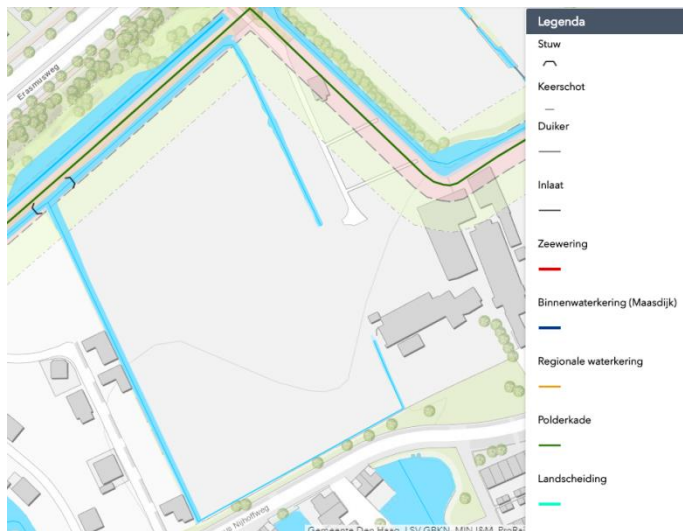 Erasmusweg
Nijhoffweg
Gemeente Den Haag, LSV GBKN, MIN I&M, ProRa
Legenda
Stuw
Keerschot
Duiker
Inlaat
Zeewering
Binnenwaterkering (Maasdijk)
Regionale waterkering
Polderkade
Landscheiding